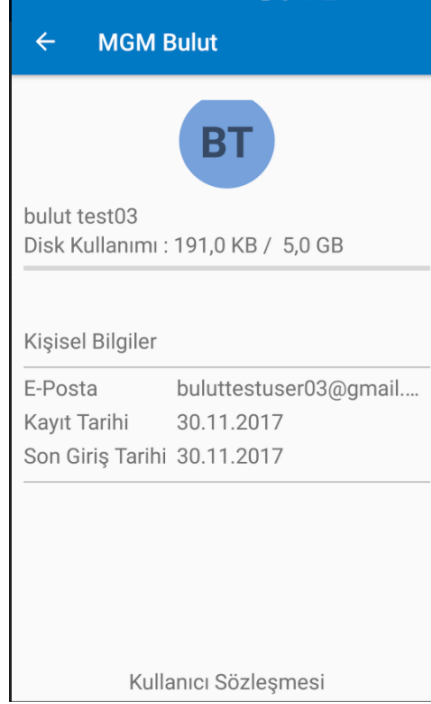 MGM Bulut
BT
bulut test03
Disk Kullanımı : 191,0 KB / 5,0 GB
Kişisel Bilgiler
E-Posta buluttestuser03@gmail....
Kayıt Tarihi 30.11.2017
Son Giriş Tarihi 30.11.2017
Kullanıcı Sözleşmesi